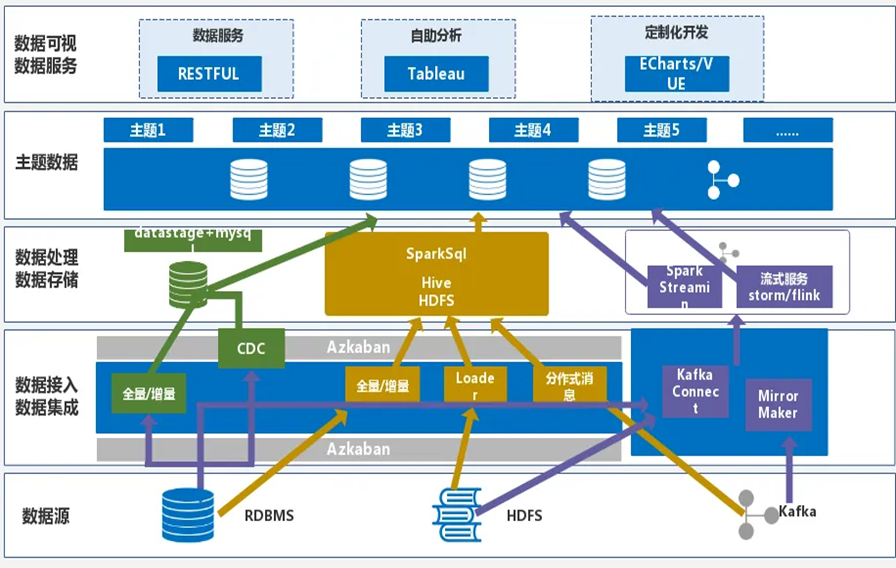 数据可视
数据服务
数据服务
RESTFUL
自助分析
Tableau
定制化开发
ECharts/V
UE
主题数据
主题1
主题2
主题3
主题4
主题5
......
数据处理
数据存储
datastage+mysq
l
SparkSql
Hive
HDFS
Spark
Streami
n
流式服务
storm/flink
数据接入
数据集成
Azkaban
CDC
全量/增量
全量/增量
Loade
r
分作式消
息
Kafka
Connec
t
Mirror
Maker
Azkaban
数据源
RDBMS
HDFS
Kafka